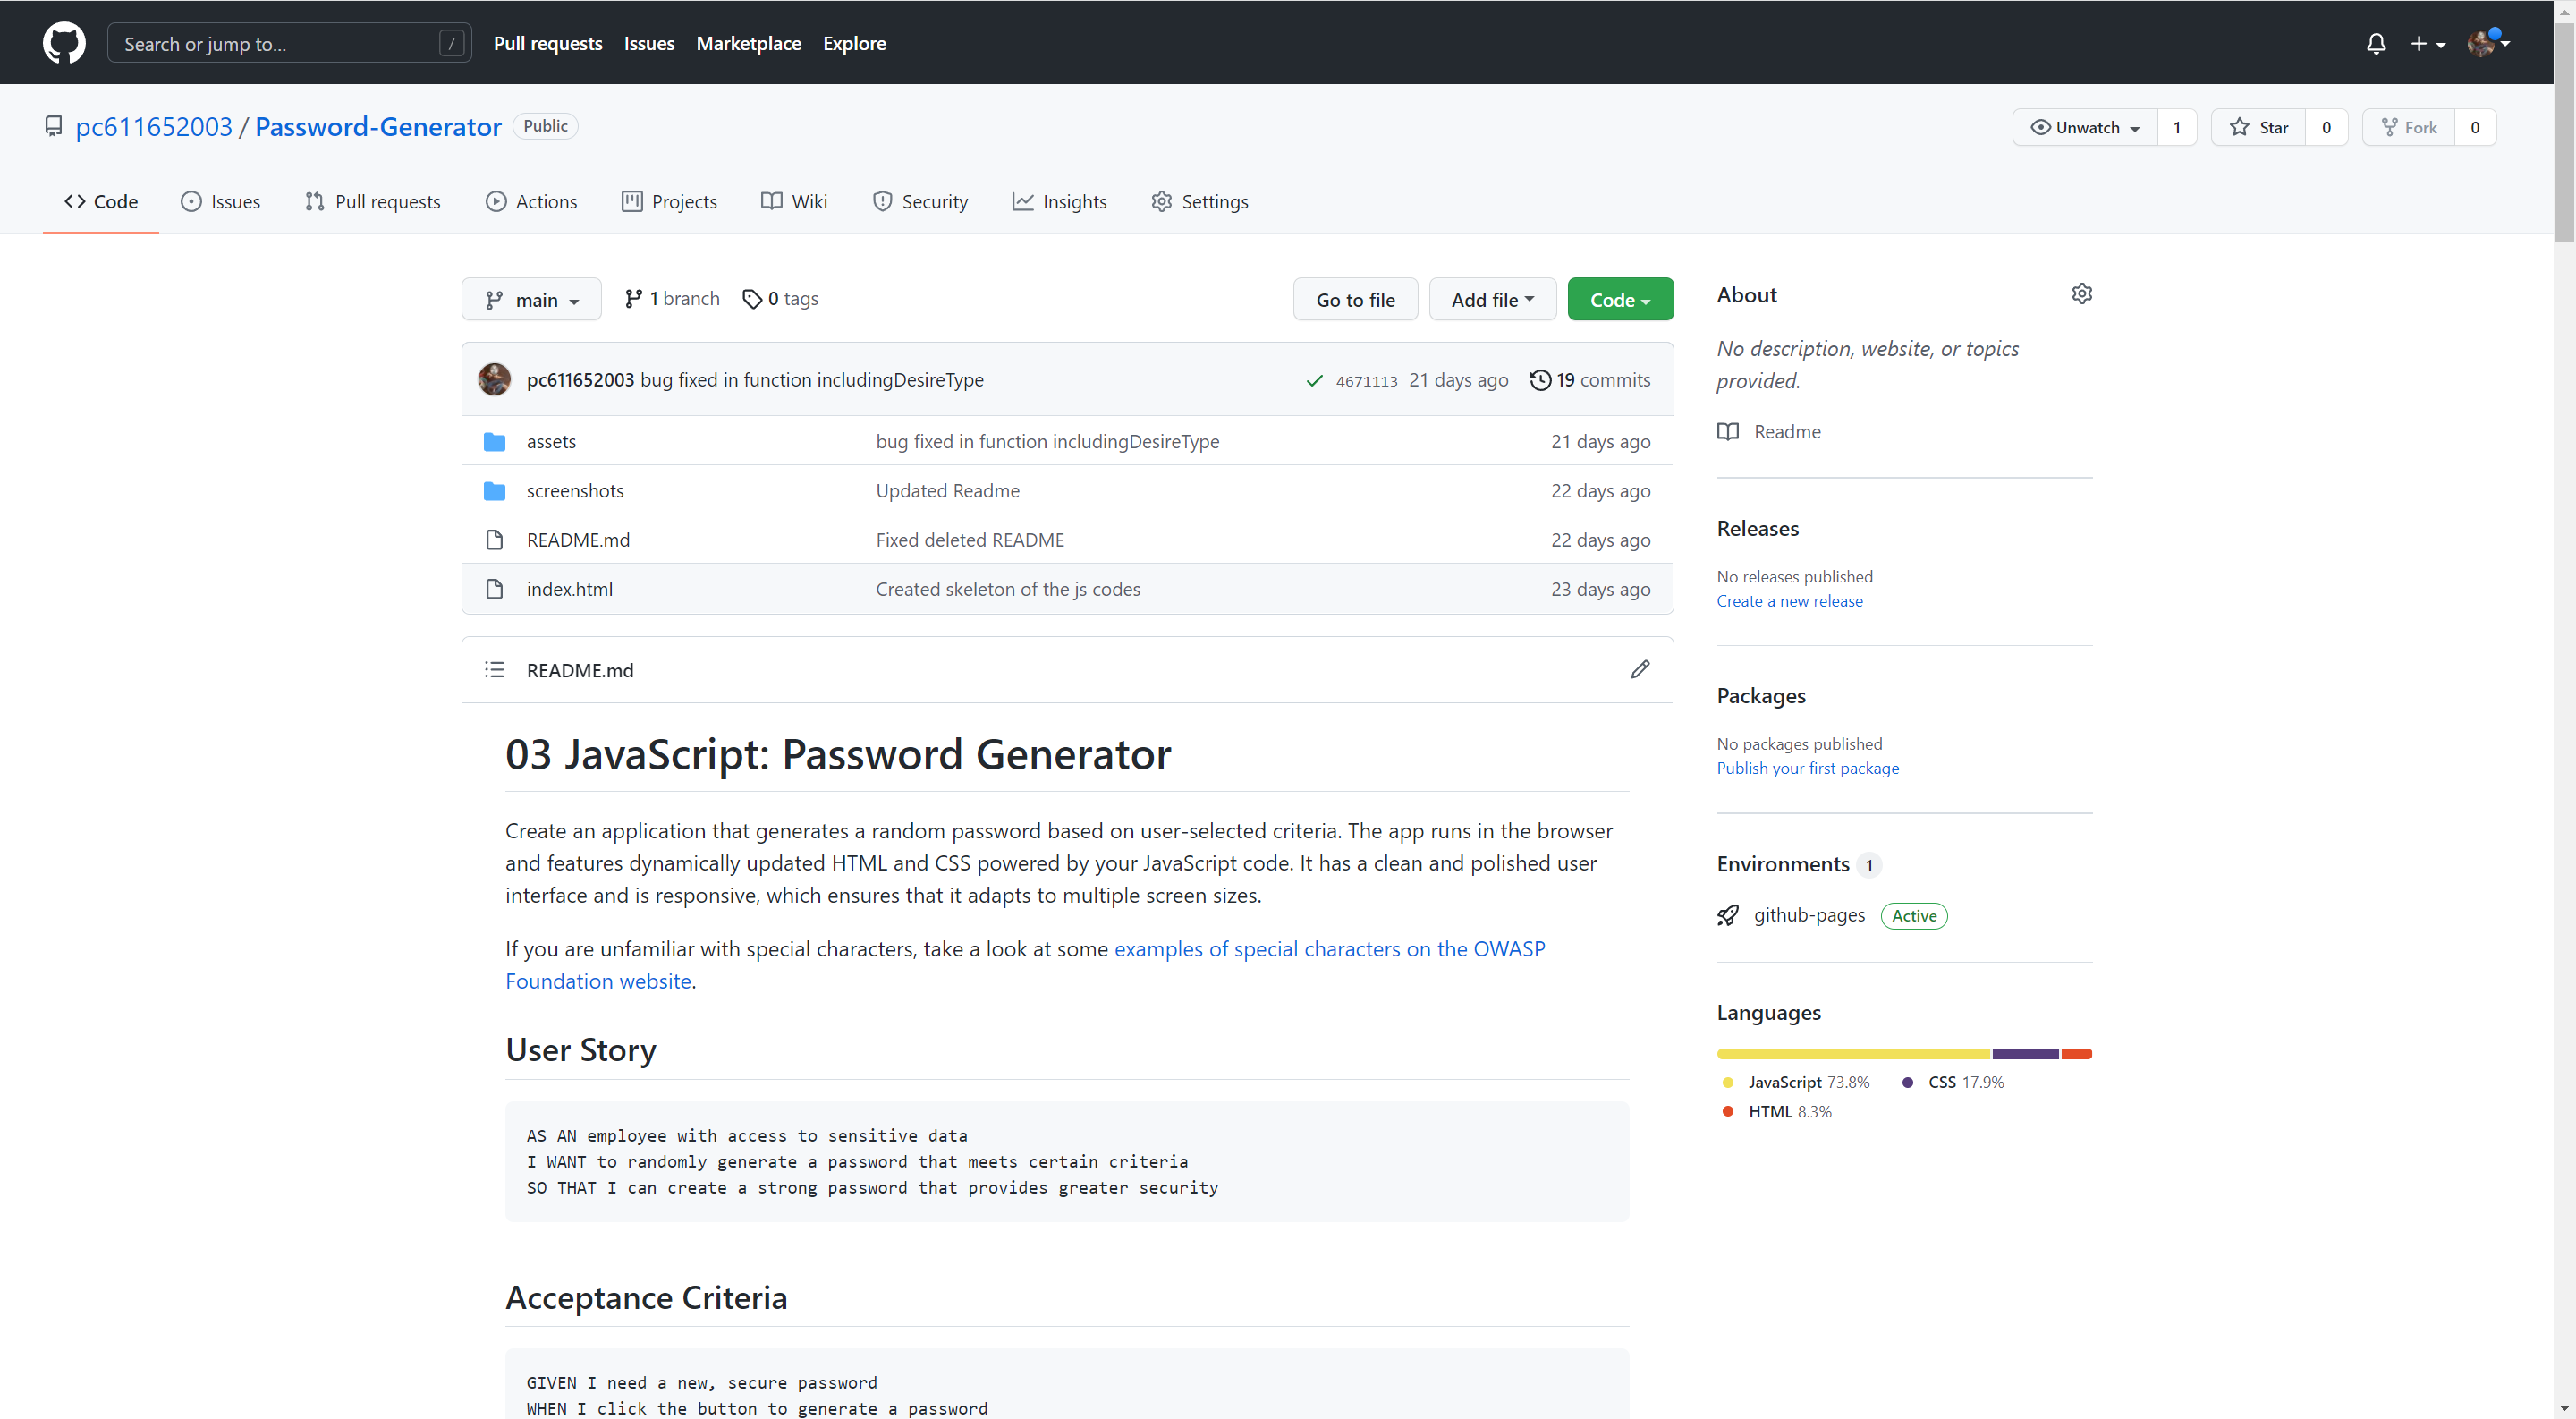 Search or jump to... /
Pull requests Issues Marketplace Explore
pc611652003 / Password-Generator Public
Unwatch 1 Star 0 Fork 0
Code Issues Pull requests Actions Projects Wiki Security Insights Settings
main 1 branch 0 tags Go to file Add file Code
pc611652003 bug fixed in function includingDesireType 4671113 21 days ago 19 commits
assets bug fixed in function includingDesireType 21 days ago
screenshots Updated Readme 22 days ago
README.md Fixed deleted README 22 days ago
index.html Created skeleton of the js codes 23 days ago
README.md
03 JavaScript: Password Generator
Create an application that generates a random password based on user-selected criteria. The app runs in the browser
and features dynamically updated HTML and CSS powered by your JavaScript code. It has a clean and polished user
interface and is responsive, which ensures that it adapts to multiple screen sizes.
If you are unfamiliar with special characters, take a look at some examples of special characters on the OWASP
Foundation website.
User Story
AS AN employee with access to sensitive data
I WANT to randomly generate a password that meets certain criteria
SO THAT I can create a strong password that provides greater security
Acceptance Criteria
GIVEN I need a new, secure password
WHEN I click the button to generate a password
About
No description, website, or topics
provided.
Readme
Releases
No releases published
Create a new release
Packages
No packages published
Publish your first package
Environments 1
github-pages Active
Languages
JavaScript 73.8% CSS 17.9%
HTML 8.3%